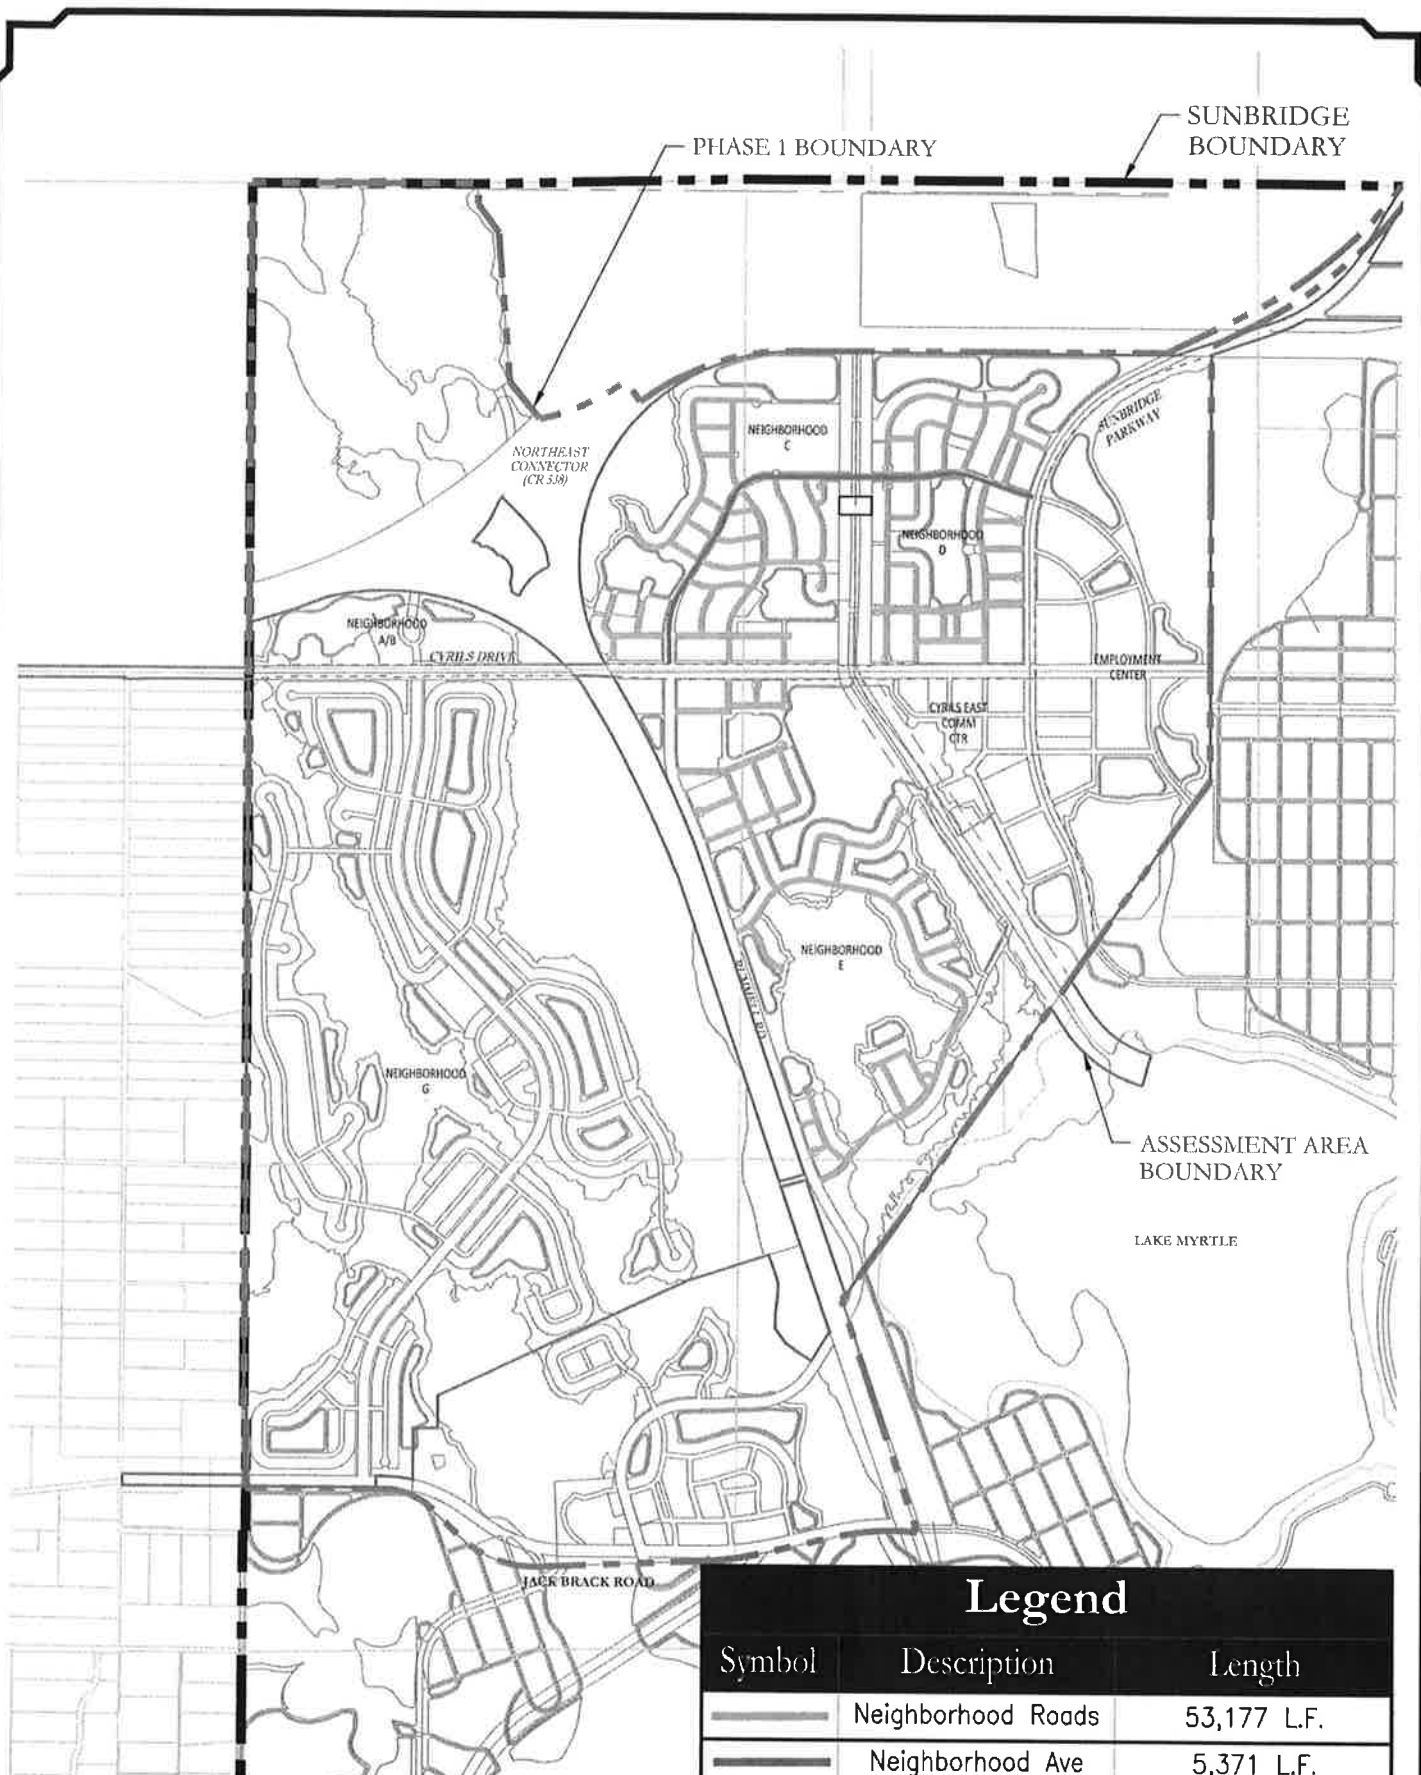 SUNBRIDGE
BOUNDARY
PHASE 1 BOUNDARY
SUNBRIDGE
PARKWAY
NEIGHBORHOOD
C
NORTHEAST
CONNECTOR
(CR 538)
NEIGHBORHOOD
D
NEIGHBORHOOD
A/B
CYRILS DRIVE
EMPLOYMENT
CENTER
CYRILS EAST
COMM
CTR
NEIGHBORHOOD
E
NEIGHBORHOOD
G
ASSESSMENT AREA
BOUNDARY
LAKE MYRTLE
JACK BRACK ROAD
Legend
Symbol Description Length
Neighborhood Roads 53,177 L.F.
Neighborhood Ave 5,371 L.F.